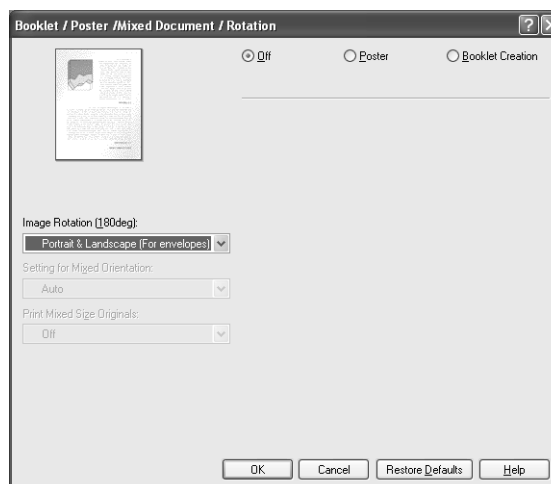 Booklet / Poster /Mixed Document / Rotation
Off
Poster
Booklet Creation
Image Rotation (180deg):
Portrait & Landscape (For envelopes)
Setting for Mixed Orientation:
Auto
Print Mixed Size Originals:
Off
OK
Cancel
Restore Defaults
Help